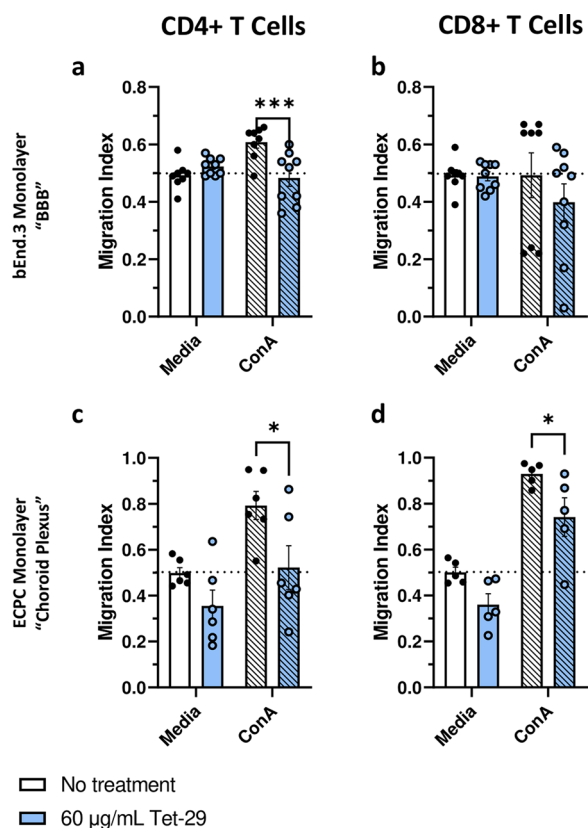 CD4+ T Cells
CD8+ T Cells
bEnd.3 Monolayer
“BBB”
a
Migration Index
0.8
0.6
0.4
0.2
0.0
***
Media
ConA
b
Migration Index
0.8
0.6
0.4
0.2
0.0
Media
ConA
ECPC Monolayer
“Choroid Plexus”
c
Migration Index
1.0
0.8
0.6
0.4
0.2
0.0
*
Media
ConA
d
Migration Index
1.0
0.8
0.6
0.4
0.2
0.0
*
Media
ConA
No treatment
60 µg/mL Tet-29